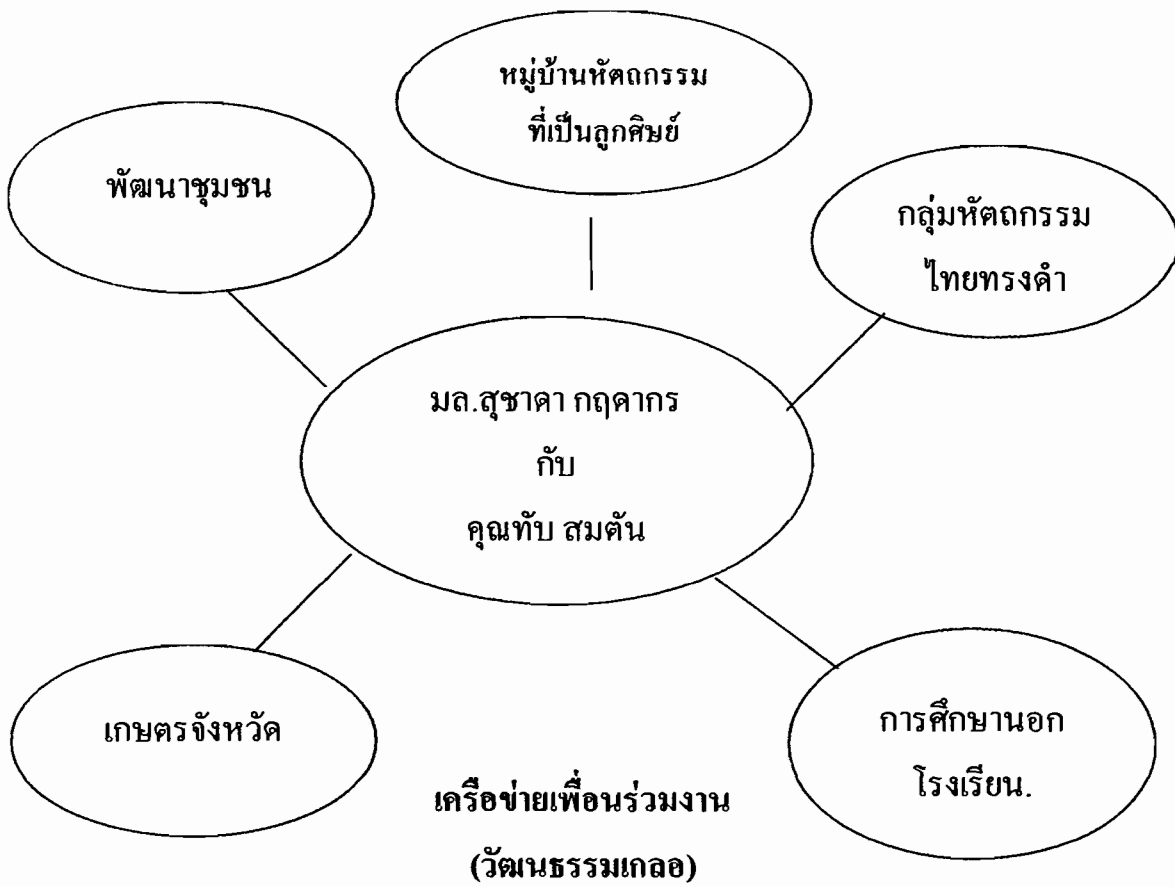 หมู่บ้านหัตถกรรม
ที่เป็นลูกศิษย์
พัฒนาชุมชน
กลุ่มหัตถกรรม
ไทยทรงดำ
มล.สุชาดา กฤดากร
กับ
คุณทับ สมตัน
เกษตรจังหวัด
การศึกษานอก
โรงเรียน.
เครือข่ายเพื่อนร่วมงาน
(วัฒนธรรมเกลอ)